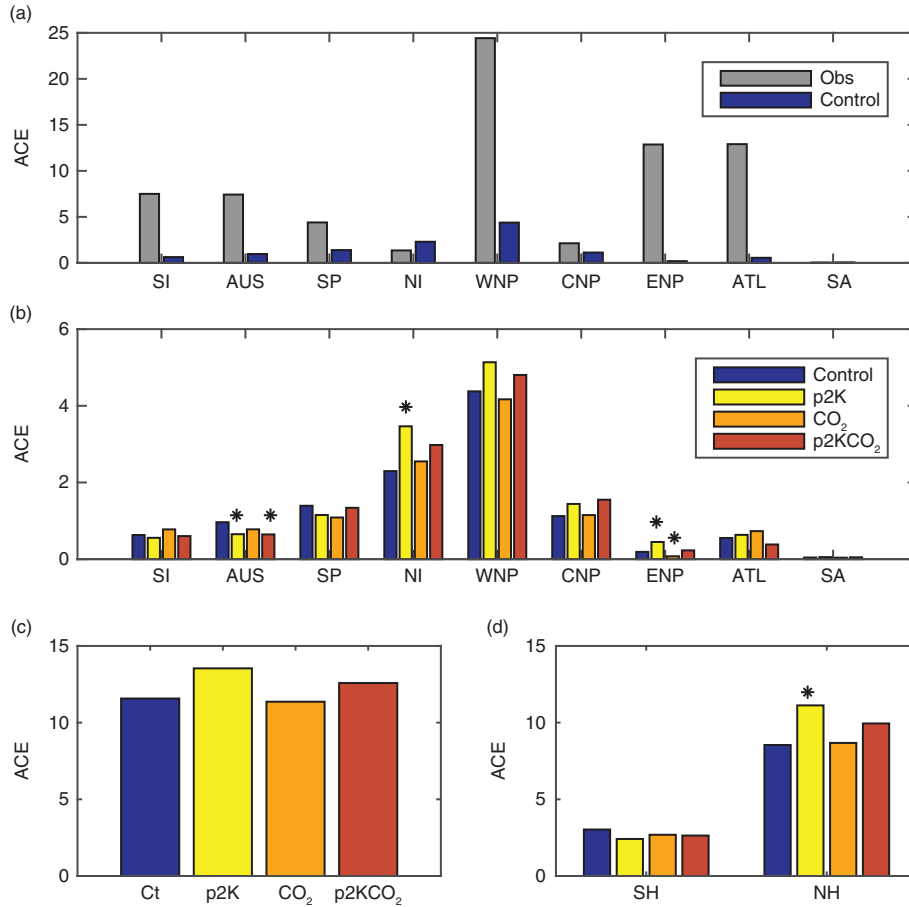 (a)
25
20
15
10
5
0
ACE
Obs
Control
SI AUS SP NI WNP CNP ENP ATL SA
(b)
6
4
2
0
ACE
Control
p2K
CO₂
p2KCO₂
* * * * *
SI AUS SP NI WNP CNP ENP ATL SA
(c)
15
10
5
0
ACE
Ct p2K CO₂ p2KCO₂
(d)
15
10
5
0
ACE
*
SH NH